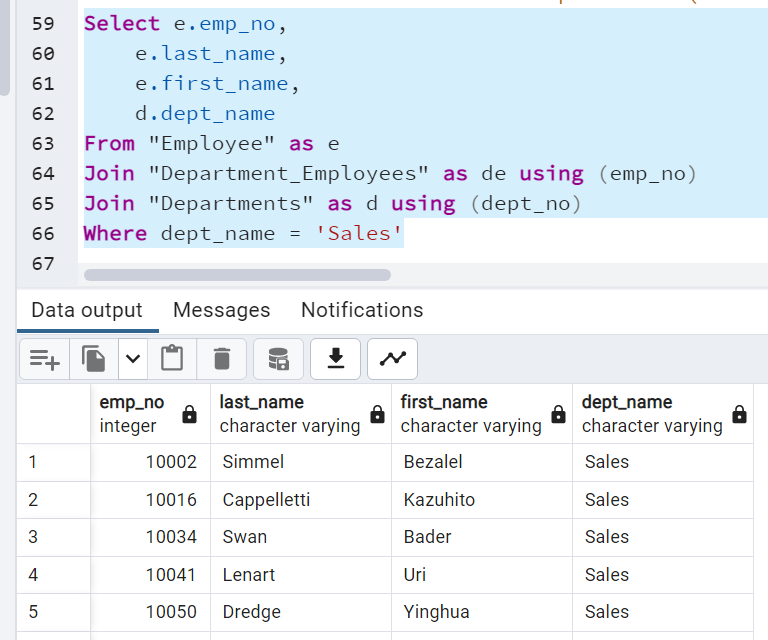 59 Select e.emp_no,
60 e.last_name,
61 e.first_name,
62 d.dept_name
63 From "Employee" as e
64 Join "Department_Employees" as de using (emp_no)
65 Join "Departments" as d using (dept_no)
66 Where dept_name = 'Sales'
67
Data output Messages Notifications
emp_no last_name first_name dept_name
integer character varying character varying character varying
1 10002 Simmel Bezalel Sales
2 10016 Cappelletti Kazuhito Sales
3 10034 Swan Bader Sales
4 10041 Lenart Uri Sales
5 10050 Dredge Yinghua Sales